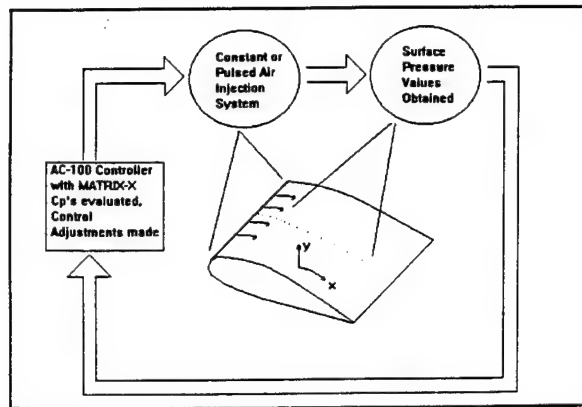 Constant or
Pulsed Air
Injection
System
Surface
Pressure
Values
Obtained
AC-100 Controller
with MATRIX-X
Cp's evaluated,
Control
Adjustments made
y
x